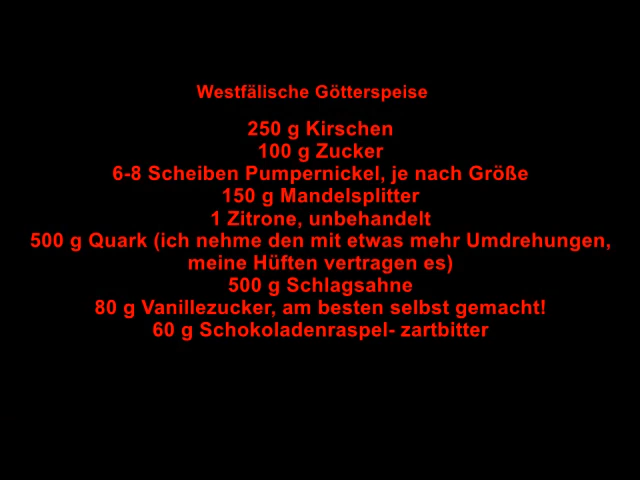 Westfälische Götterspeise
250 g Kirschen
100 g Zucker
6-8 Scheiben Pumpernickel, je nach Größe
150 g Mandelsplitter
1 Zitrone, unbehandelt
500 g Quark (ich nehme den mit etwas mehr Umdrehungen,
meine Hüften vertragen es)
500 g Schlagsahne
80 g Vanillezucker, am besten selbst gemacht!
60 g Schokoladenraspel- zartbitter